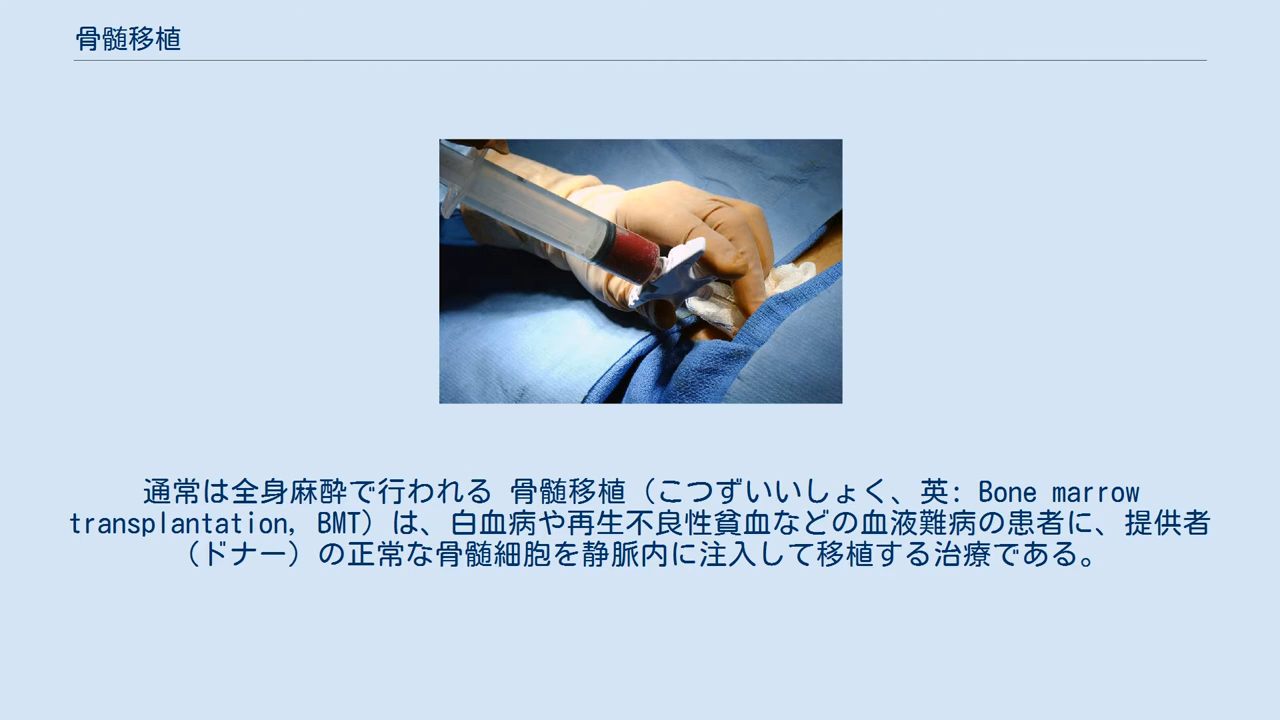 骨髄移植
通常は全身麻酔で行われる 骨髄移植（こつずいいしょく、英: Bone marrow
transplantation, BMT）は、白血病や再生不良性貧血などの血液難病の患者に、提供者
（ドナー）の正常な骨髄細胞を静脈内に注入して移植する治療である。